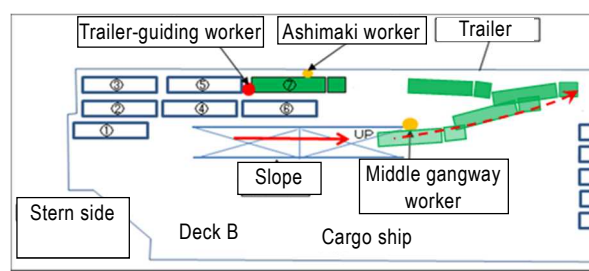 Trailer-guiding worker
Ashimaki worker
Trailer
③
⑤
⑦
②
④
⑥
①
UP
Slope
Middle gangway
worker
Stern side
Deck B
Cargo ship